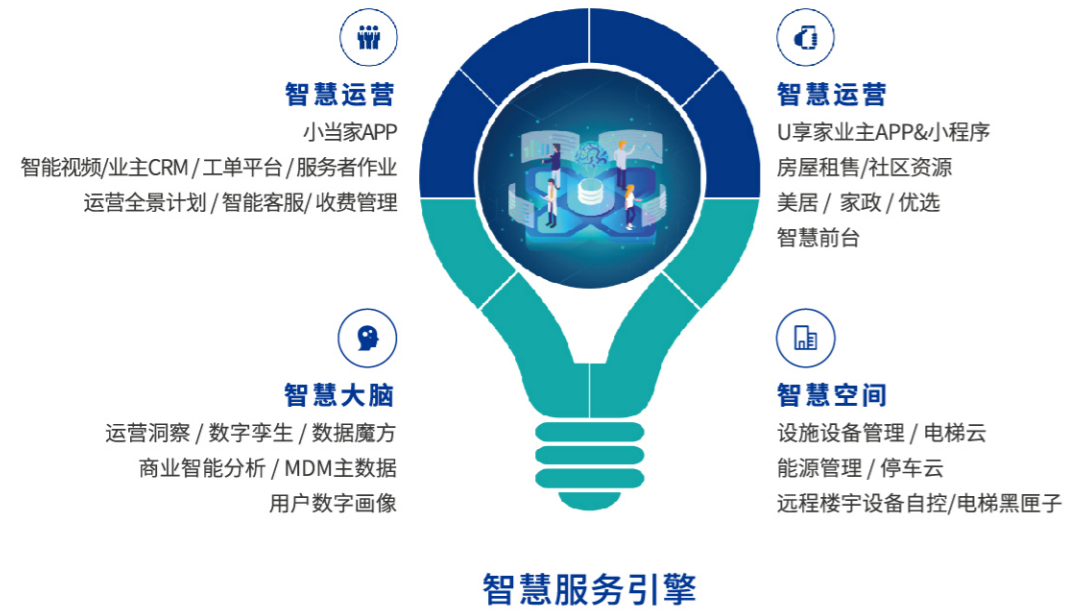 智慧运营
小当家APP
智能视频/业主CRM / 工单平台 / 服务者作业
运营全景计划 / 智能客服/ 收费管理
智慧运营
U享家业主APP&小程序
房屋租售/社区资源
美居 / 家政 / 优选
智慧前台
智慧大脑
运营洞察 / 数字孪生 / 数据魔方
商业智能分析 / MDM主数据
用户数字画像
智慧空间
设施设备管理 / 电梯云
能源管理 / 停车云
远程楼宇设备自控/电梯黑匣子
智慧服务引擎